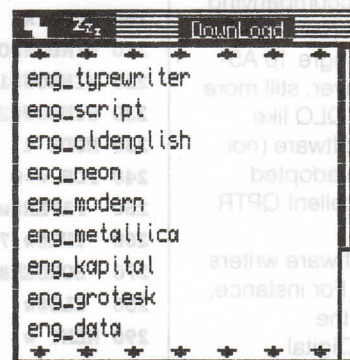 Zzz DownLoad
eng_typewriter
eng_script
eng_oldenglish
eng_neon
eng_modern
eng_metallica
eng_kapital
eng_grotesk
eng_data